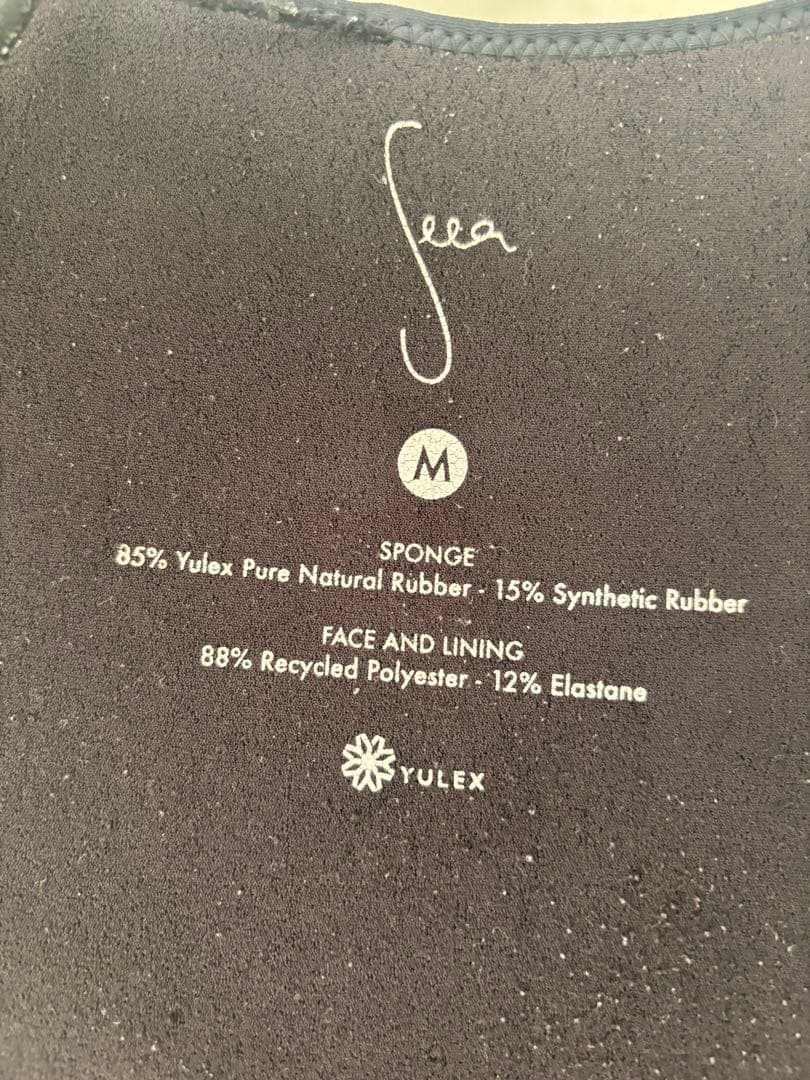 Seea
M
SPONGE
85% Yulex Pure Natural Rubber - 15% Synthetic Rubber
FACE AND LINING
88% Recycled Polyester - 12% Elastane
YULEX